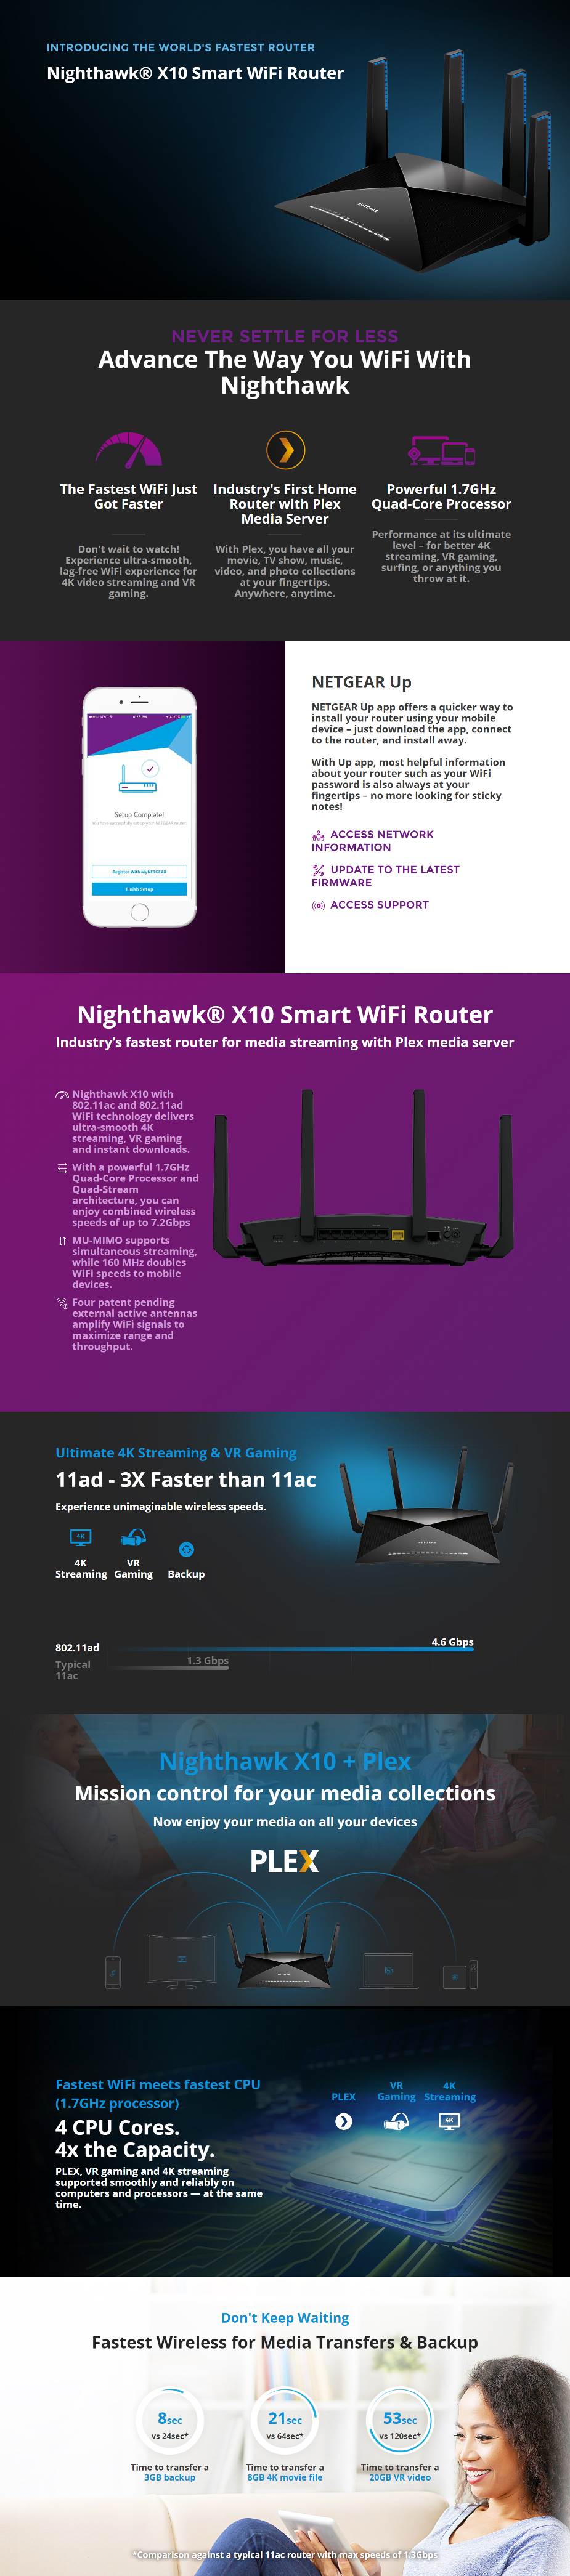 INTRODUCING THE WORLD'S FASTEST ROUTER
Nighthawk® X10 Smart WiFi Router
NETGEAR
NEVER SETTLE FOR LESS
Advance The Way You WiFi With
Nighthawk
The Fastest WiFi Just
Got Faster
Don't wait to watch!
Experience ultra-smooth,
lag-free WiFi experience for
4K video streaming and VR
gaming.
Industry's First Home
Router with Plex
Media Server
With Plex, you have all your
movie, TV show, music,
video, and photo collections
at your fingertips.
Anywhere, anytime.
Powerful 1.7GHz
Quad-Core Processor
Performance at its ultimate
level – for better 4K
streaming, VR gaming,
surfing, or anything you
throw at it.
Setup Complete!
You have successfully set up your NETGEAR router.
Register With MyNETGEAR
Finish Setup
NETGEAR Up
NETGEAR Up app offers a quicker way to
install your router using your mobile
device – just download the app, connect
to the router, and install away.
With Up app, most helpful information
about your router such as your WiFi
password is also always at your
fingertips – no more looking for sticky
notes!
ACCESS NETWORK
INFORMATION
UPDATE TO THE LATEST
FIRMWARE
ACCESS SUPPORT
Nighthawk® X10 Smart WiFi Router
Industry's fastest router for media streaming with Plex media server
Nighthawk X10 with
802.11ac and 802.11ad
WiFi technology delivers
ultra-smooth 4K
streaming, VR gaming
and instant downloads.
With a powerful 1.7GHz
Quad-Core Processor and
Quad-Stream
architecture, you can
enjoy combined wireless
speeds of up to 7.2Gbps
MU-MIMO supports
simultaneous streaming,
while 160 MHz doubles
WiFi speeds to mobile
devices.
Four patent pending
external active antennas
amplify WiFi signals to
maximize range and
throughput.
Ultimate 4K Streaming & VR Gaming
11ad - 3X Faster than 11ac
Experience unimaginable wireless speeds.
4K
4K
Streaming
VR
Gaming
Backup
802.11ad
4.6 Gbps
Typical
11ac
1.3 Gbps
Nighthawk X10 + Plex
Mission control for your media collections
Now enjoy your media on all your devices
PLEX
Fastest WiFi meets fastest CPU
(1.7GHz processor)
4 CPU Cores.
4x the Capacity.
PLEX, VR gaming and 4K streaming
supported smoothly and reliably on
computers and processors — at the same
time.
PLEX
VR
Gaming
4K
Streaming
4K
Don't Keep Waiting
Fastest Wireless for Media Transfers & Backup
8sec
vs 24sec*
Time to transfer a
3GB backup
21sec
vs 64sec*
Time to transfer a
8GB 4K movie file
53sec
vs 120sec*
Time to transfer a
20GB VR video
*Comparison against a typical 11ac router with max speeds of 1.3Gbps